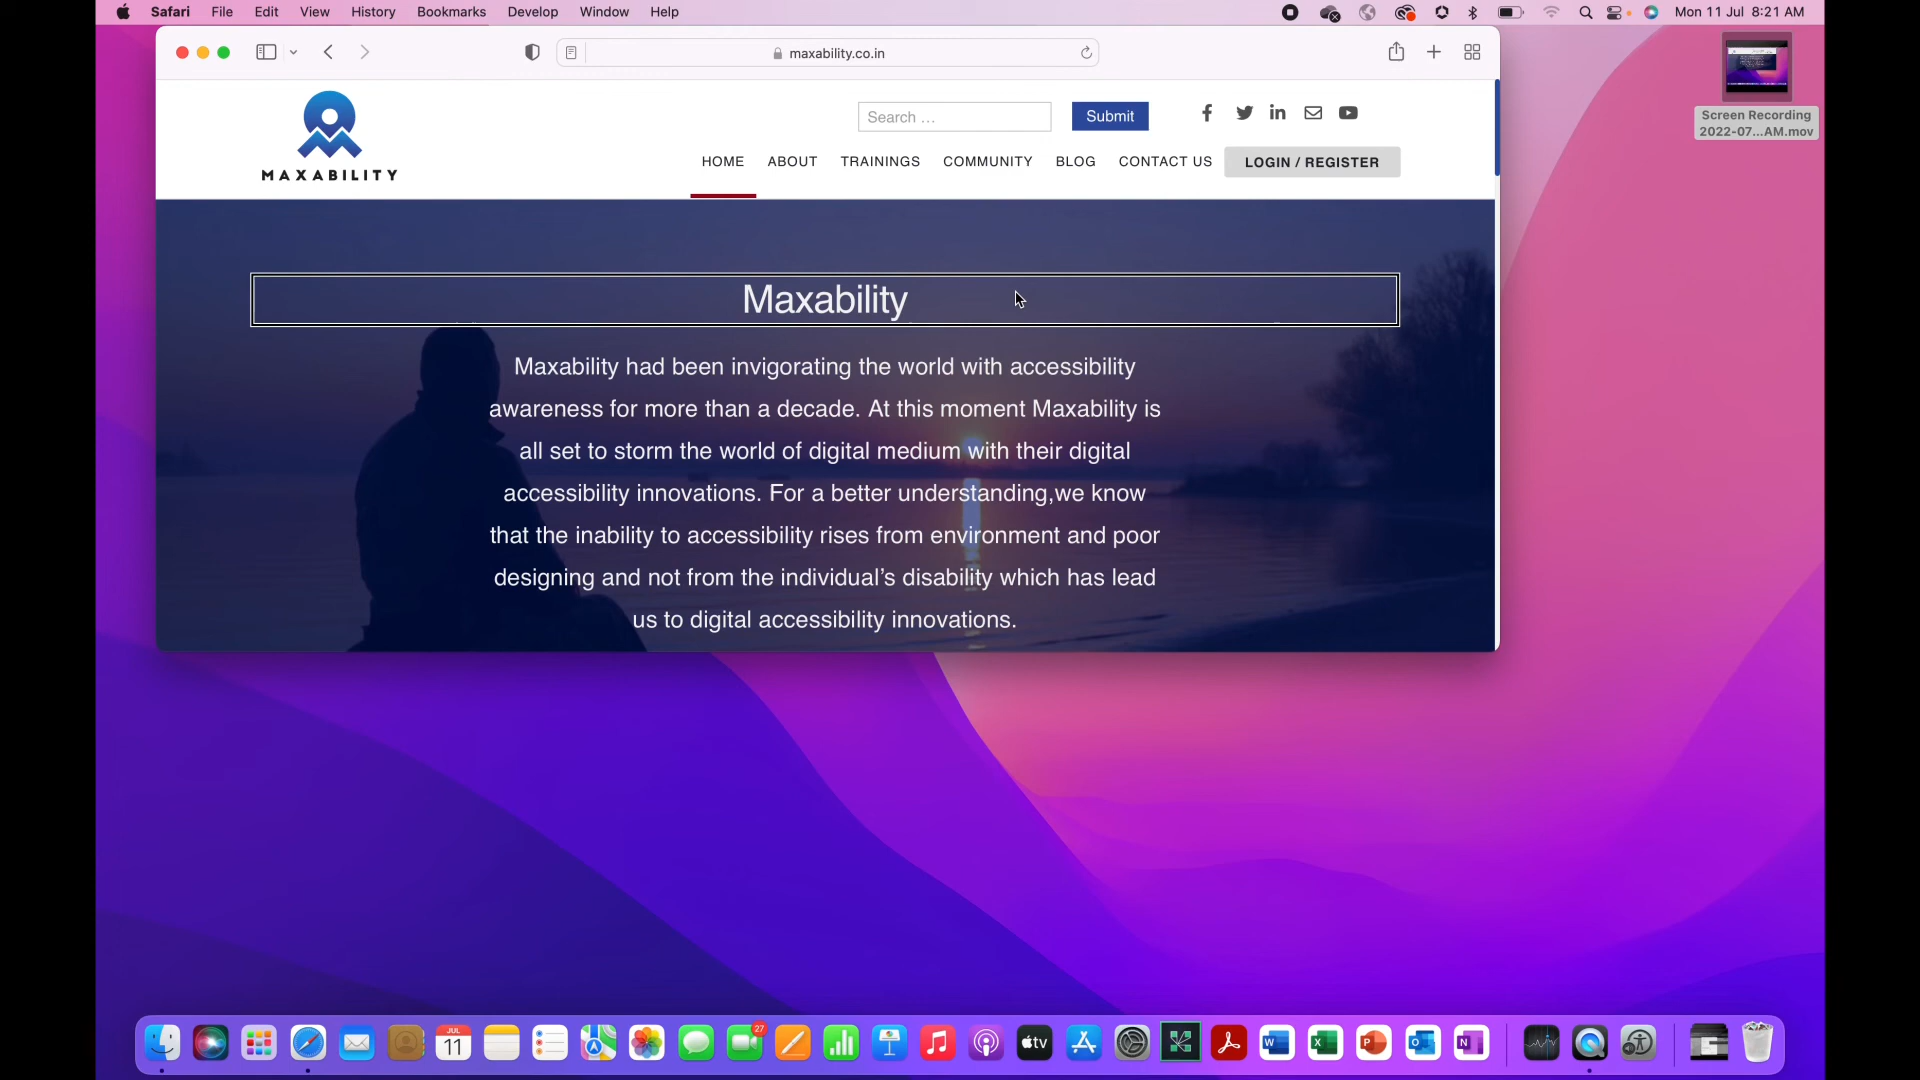 Safari File Edit View History Bookmarks Develop Window Help Mon 11 Jul 8:21 AM
maxability.co.in
Screen Recording
2022-07...AM.mov
Search ... Submit
MAXABILITY
HOME ABOUT TRAININGS COMMUNITY BLOG CONTACT US LOGIN / REGISTER
Maxability
Maxability had been invigorating the world with accessibility
awareness for more than a decade. At this moment Maxability is
all set to storm the world of digital medium with their digital
accessibility innovations. For a better understanding,we know
that the inability to accessibility rises from environment and poor
designing and not from the individual’s disability which has lead
us to digital accessibility innovations.
JUL 27
11 tv W X P O N